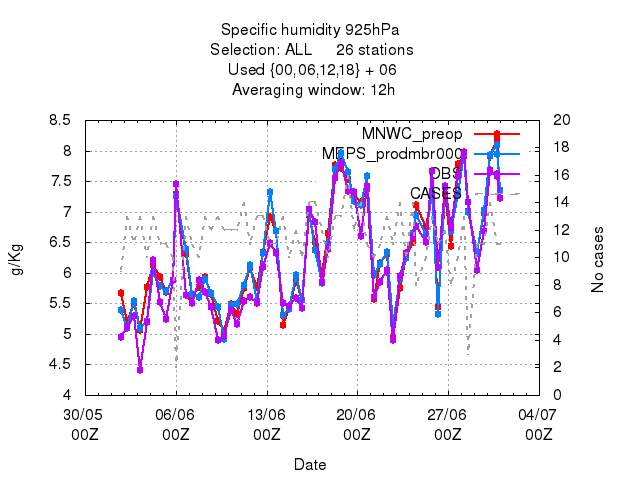 Specific humidity 925hPa
Selection: ALL 26 stations
Used {00,06,12,18} + 06
Averaging window: 12h
MNWC_preop
MEPS_prodmbr000
OBS
CASES
g/Kg
8.5
8
7.5
7
6.5
6
5.5
5
4.5
4
No cases
20
18
16
14
12
10
8
6
4
2
0
30/05 06/06 13/06 20/06 27/06 04/07
00Z 00Z 00Z 00Z 00Z 00Z
Date